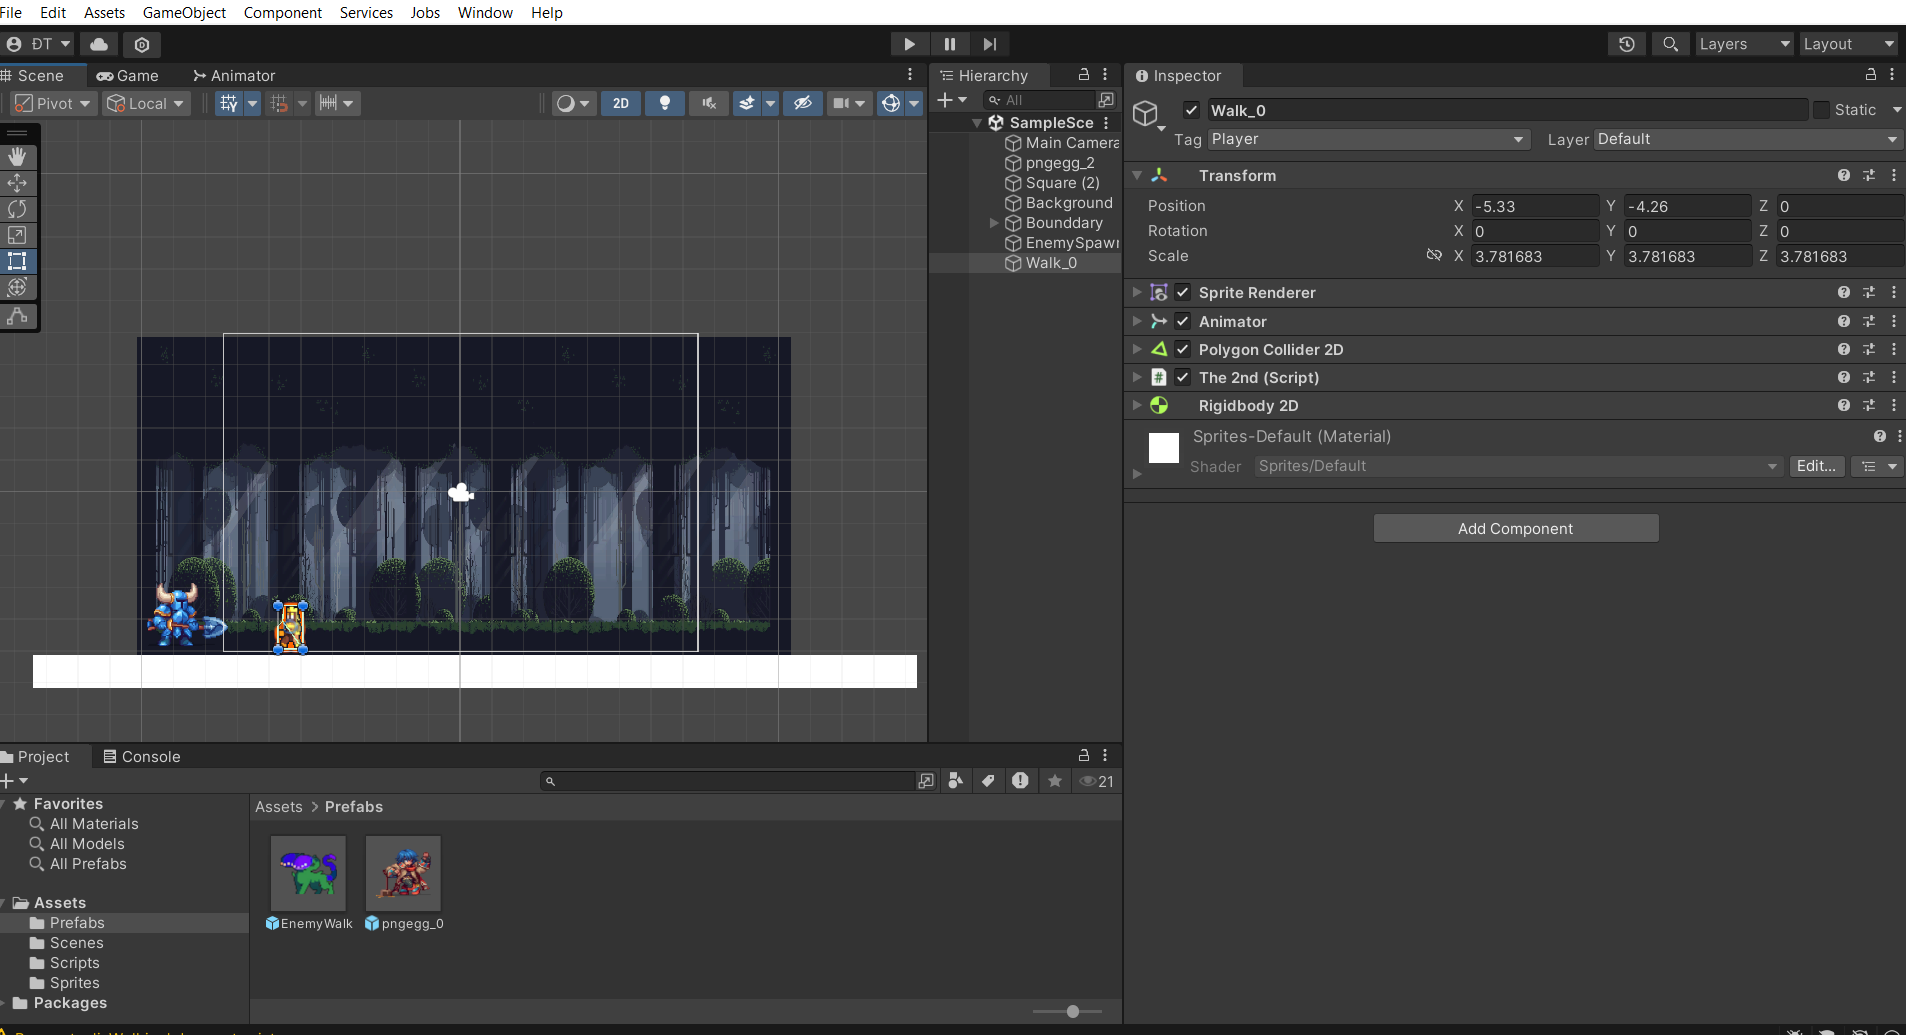 File Edit Assets GameObject Component Services Jobs Window Help
ĐT Layers Layout
Scene Game Animator
Pivot Local 2D
Hierarchy
All
SampleSce
Main Camera
pngegg_2
Square (2)
Background
Bounddary
EnemySpawn
Walk_0
Inspector
Walk_0 Static
Tag Player Layer Default
Transform
Position X -5.33 Y -4.26 Z 0
Rotation X 0 Y 0 Z 0
Scale X 3.781683 Y 3.781683 Z 3.781683
Sprite Renderer
Animator
Polygon Collider 2D
# The 2nd (Script)
Rigidbody 2D
Sprites-Default (Material)
Shader Sprites/Default Edit...
Add Component
Project Console
21
Favorites
All Materials
All Models
All Prefabs
Assets
Prefabs
Scenes
Scripts
Sprites
Packages
Assets > Prefabs
EnemyWalk pngegg_0